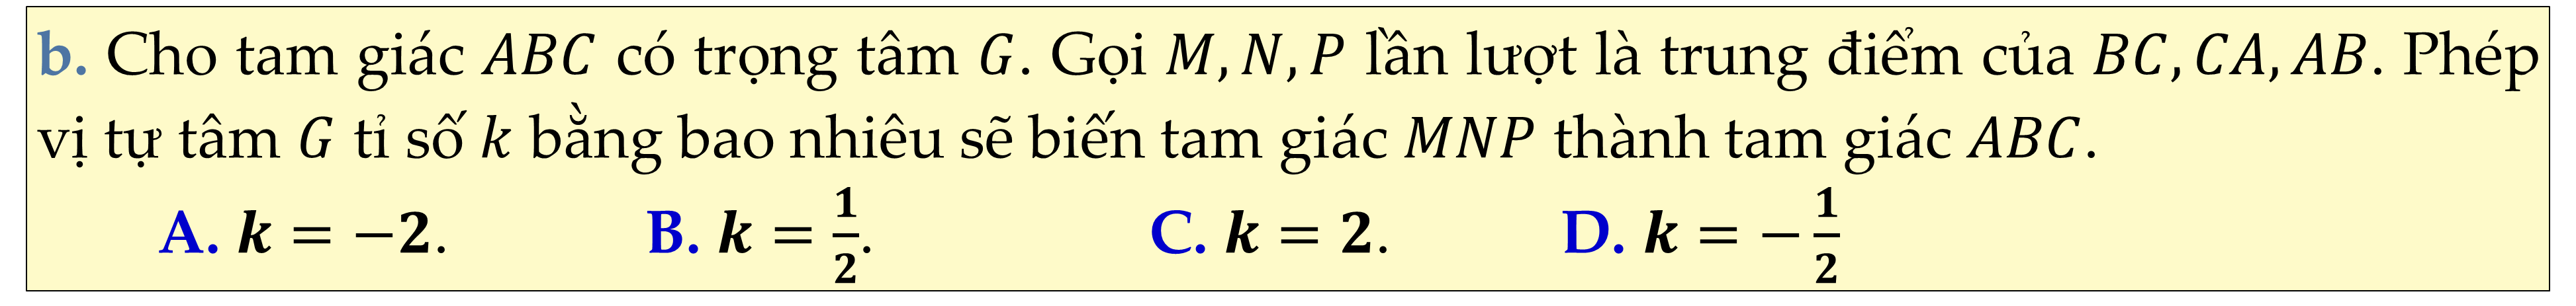 b. Cho tam giác ABC có trọng tâm G. Gọi M, N, P lần lượt là trung điểm của BC, CA, AB. Phép
vị tự tâm G tỉ số k bằng bao nhiêu sẽ biến tam giác MNP thành tam giác ABC.
A. k = −2. B. k = 1/2. C. k = 2. D. k = −1/2